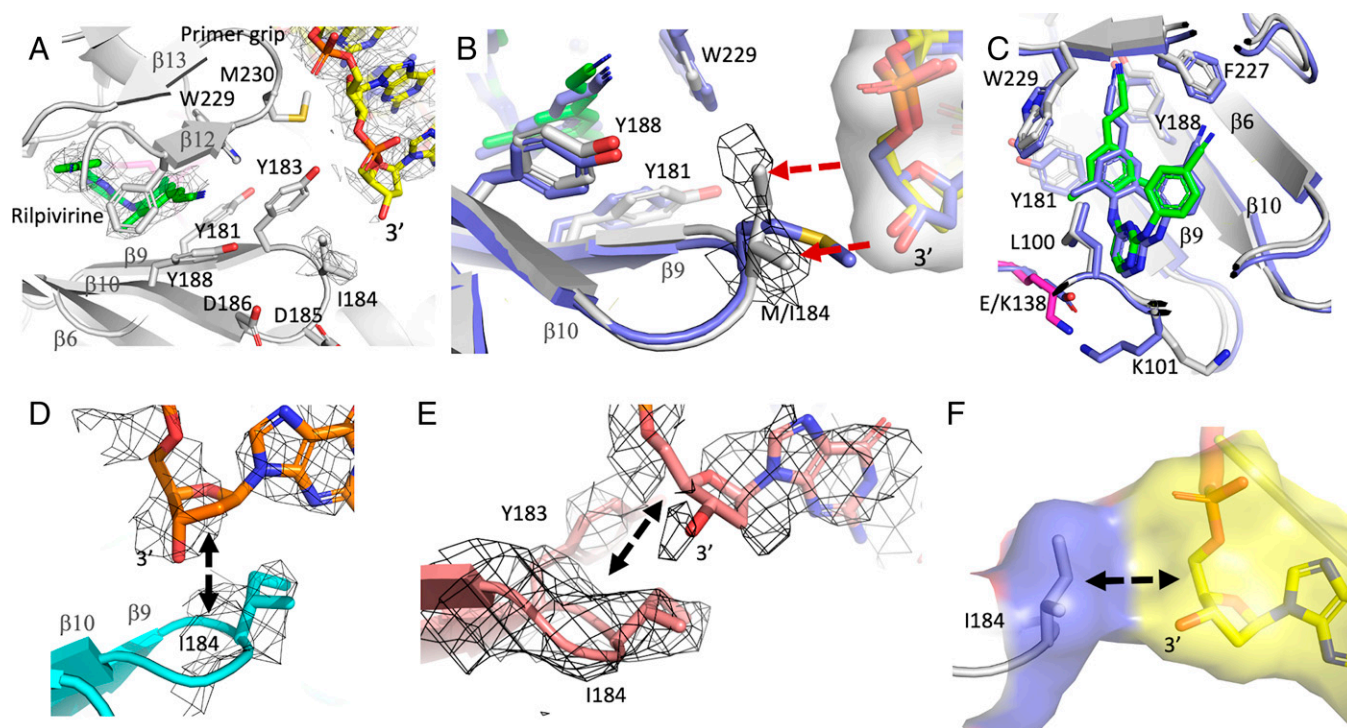 A
Primer grip
β13
M230
W229
β12
Y183
Rilpivirine
Y181
3’
β9
Y188
β10
I184
D186
D185
β6
B
W229
Y188
Y181
3’
β9
M/I184
β10
C
W229
F227
Y188
β6
Y181
β10
L100
β9
E/K138
K101
D
3’
β9
β10
I184
E
Y183
3’
I184
F
I184
3’